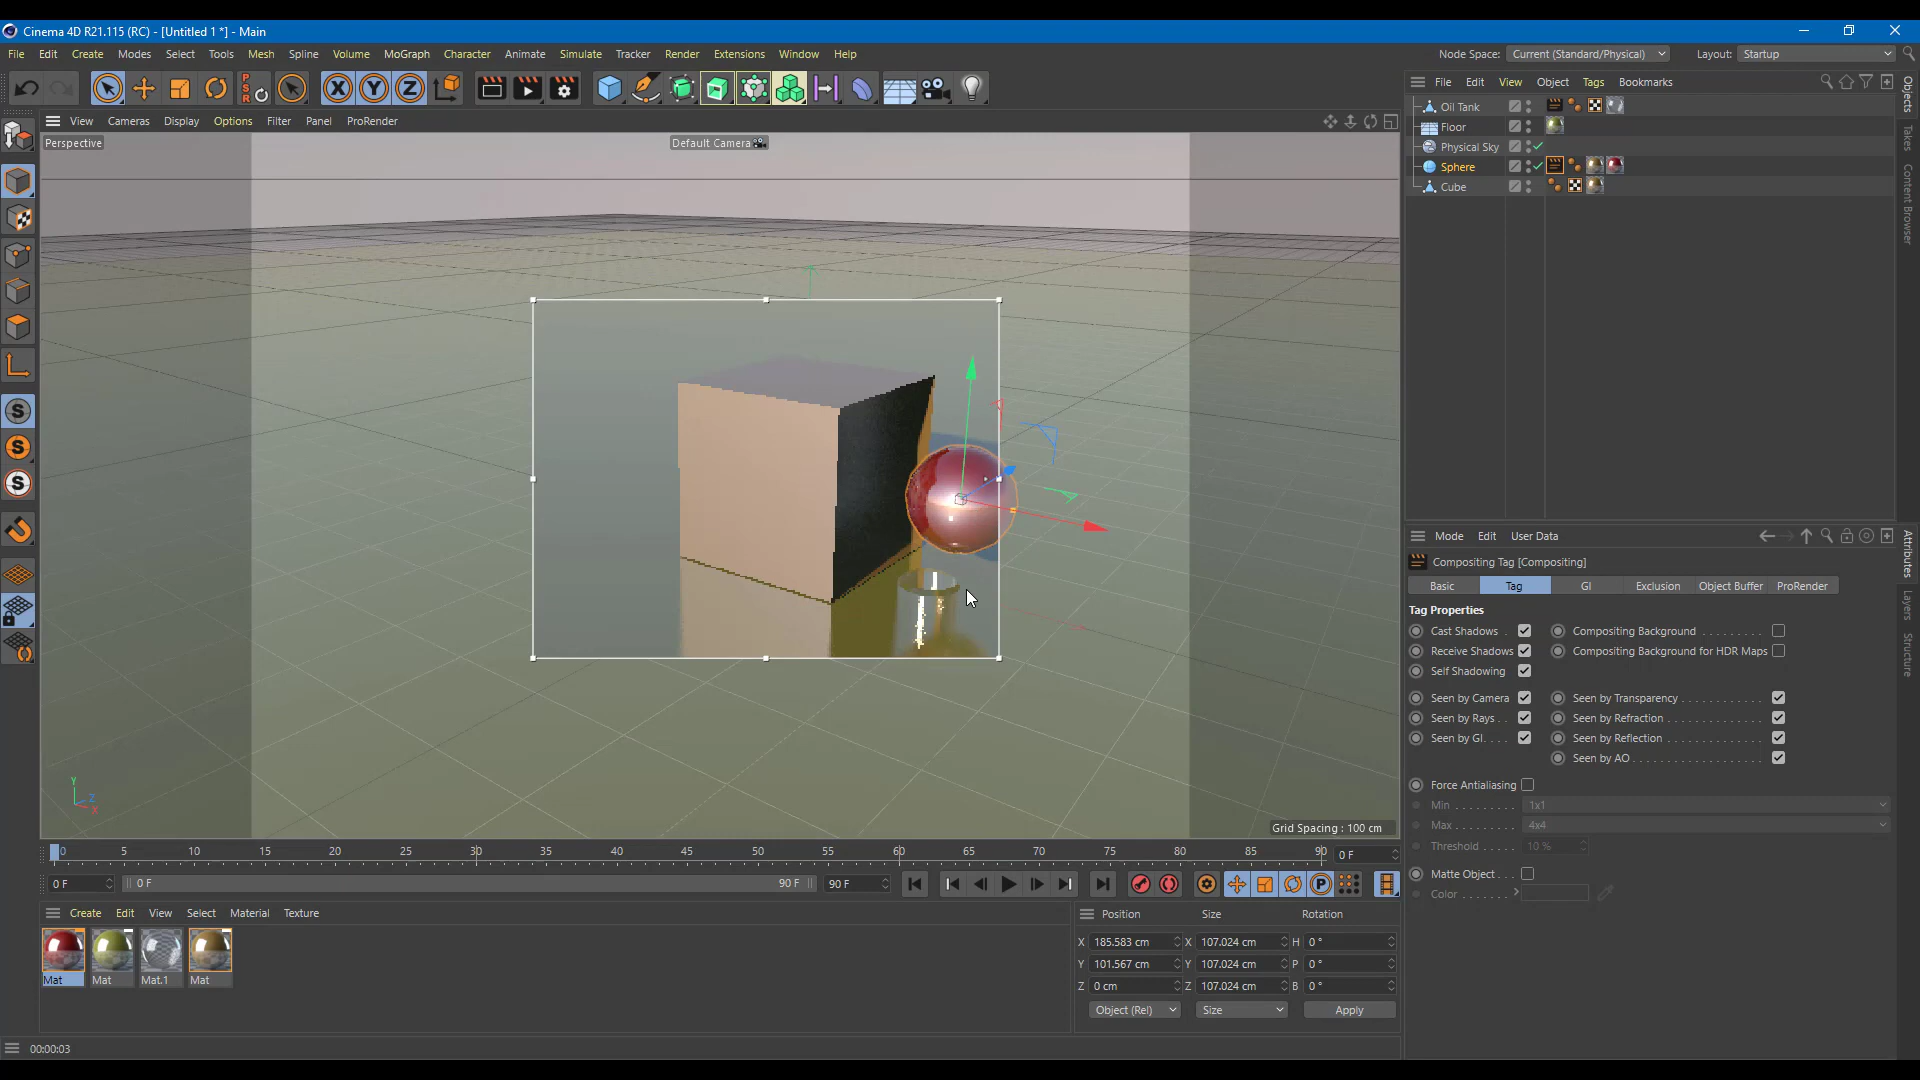 Cinema 4D R21.115 (RC) - [Untitled 1 *] - Main
File Edit Create Modes Select Tools Mesh Spline Volume MoGraph Character Animate Simulate Tracker Render Extensions Window Help
Node Space: Current (Standard/Physical) Layout: Startup
File Edit View Object Tags Bookmarks
X Y Z
PSR
View Cameras Display Options Filter Panel ProRender
Perspective
Default Camera
Oil Tank
Floor
Physical Sky
Sphere
Cube
Objects
Takes
Content Browser
Attributes
Layers
Structure
Mode Edit User Data
Compositing Tag [Compositing]
Basic Tag GI Exclusion Object Buffer ProRender
Tag Properties
Cast Shadows Compositing Background
Receive Shadows Compositing Background for HDR Maps
Self Shadowing
Seen by Camera Seen by Transparency
Seen by Rays Seen by Refraction
Seen by GI Seen by Reflection
Seen by AO
Force Antialiasing
Min 1x1
Max 4x4
Threshold 10 %
Matte Object
Color
S
S
S
Y
Z
X
Grid Spacing : 100 cm
0 5 10 15 20 25 30 35 40 45 50 55 60 65 70 75 80 85 90 0 F
0 F 0 F 90 F 90 F
P
Create Edit View Select Material Texture
Mat Mat Mat.1 Mat
Position Size Rotation
X 185.583 cm X 107.024 cm H 0 °
Y 101.567 cm Y 107.024 cm P 0 °
Z 0 cm Z 107.024 cm B 0 °
Object (Rel) Size Apply
00:00:03